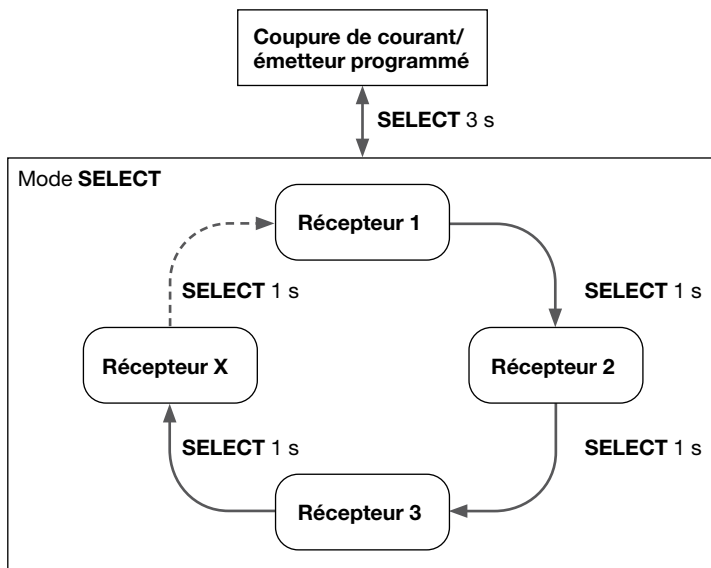 Coupure de courant/
émetteur programmé
SELECT 3 s
Mode SELECT
Récepteur 1
SELECT 1 s
SELECT 1 s
Récepteur X
Récepteur 2
SELECT 1 s
SELECT 1 s
Récepteur 3